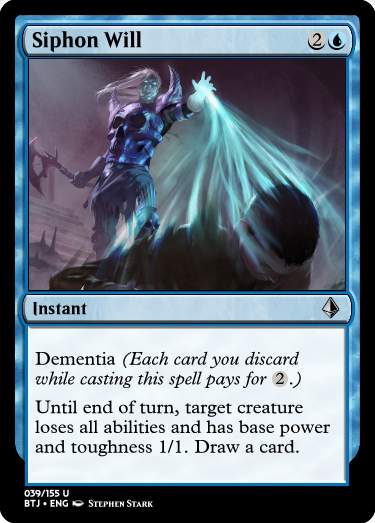 Siphon Will 2
Instant
Dementia (Each card you discard
while casting this spell pays for 2.)
Until end of turn, target creature
loses all abilities and has base power
and toughness 1/1. Draw a card.
039/155 U
BTJ • ENG Stephen Stark